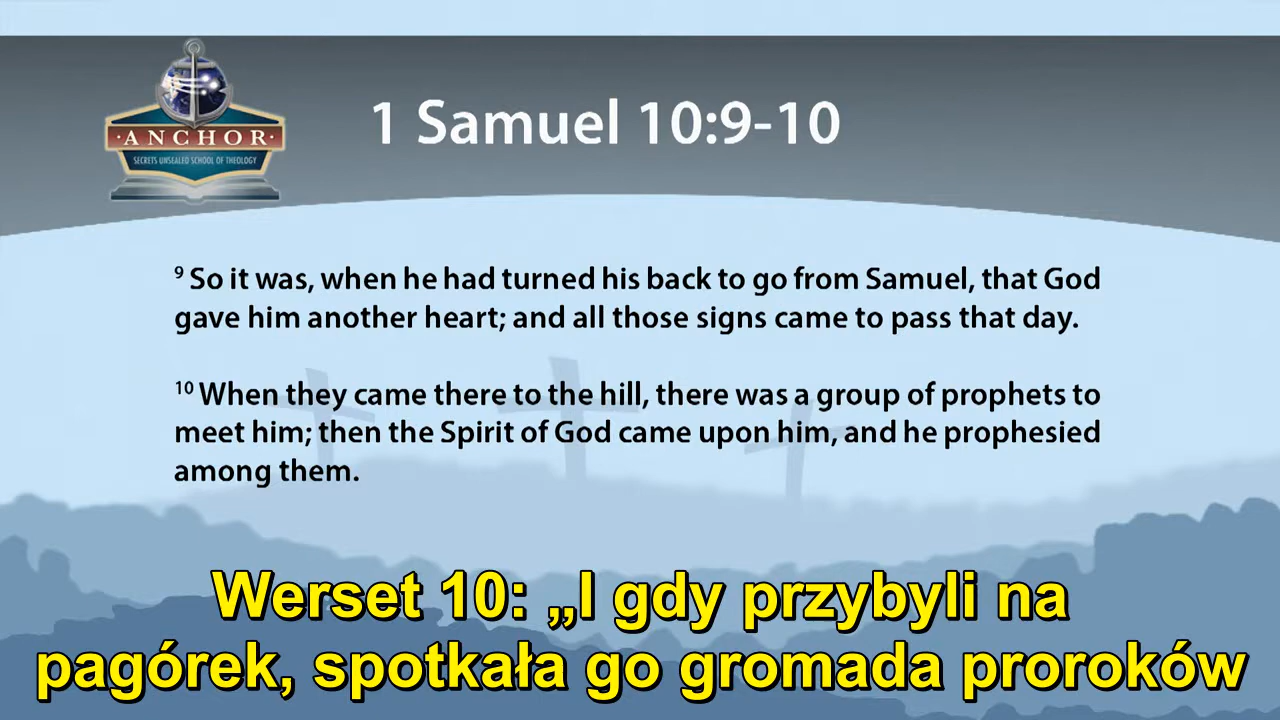 1 Samuel 10:9-10
·ANCHOR·
SECRETS UNSEALED SCHOOL OF THEOLOGY
9 So it was, when he had turned his back to go from Samuel, that God
gave him another heart; and all those signs came to pass that day.
10 When they came there to the hill, there was a group of prophets to
meet him; then the Spirit of God came upon him, and he prophesied
among them.
Werset 10: „I gdy przybyli na
pagórek, spotkała go gromada proroków